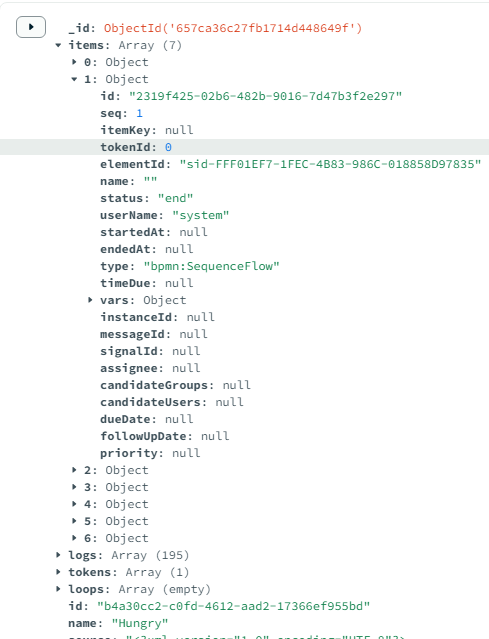 _id: ObjectId('657ca36c27fb1714d448649f')
items: Array (7)
0: Object
1: Object
id: "2319f425-02b6-482b-9016-7d47b3f2e297"
seq: 1
itemKey: null
tokenId: 0
elementId: "sid-FFF01EF7-1FEC-4B83-986C-018858D97835"
name: ""
status: "end"
userName: "system"
startedAt: null
endedAt: null
type: "bpmn:SequenceFlow"
timeDue: null
vars: Object
instanceId: null
messageId: null
signalId: null
assignee: null
candidateGroups: null
candidateUsers: null
dueDate: null
followUpDate: null
priority: null
2: Object
3: Object
4: Object
5: Object
6: Object
logs: Array (195)
tokens: Array (1)
loops: Array (empty)
id: "b4a30cc2-c0fd-4612-aad2-17366ef955bd"
name: "Hungry"